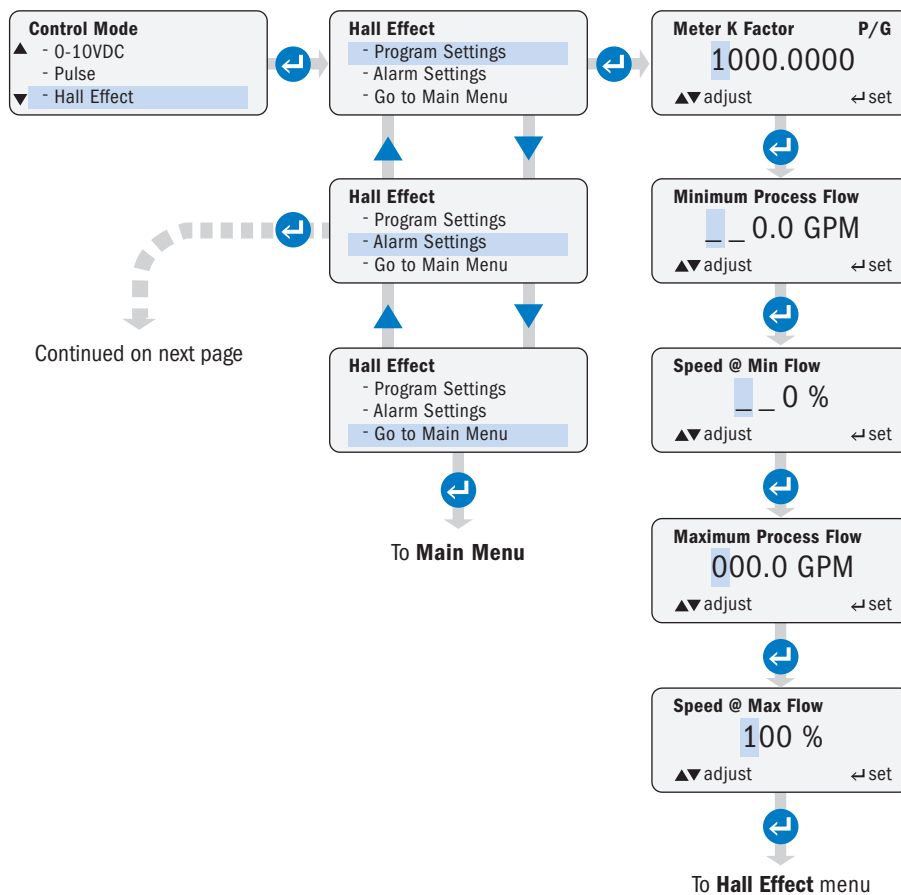 Control Mode
- 0-10VDC
- Pulse
- Hall Effect
Hall Effect
- Program Settings
- Alarm Settings
- Go to Main Menu
Meter K Factor P/G
1000.0000
▲▼ adjust ↵ set
Hall Effect
- Program Settings
- Alarm Settings
- Go to Main Menu
Minimum Process Flow
_ _ 0.0 GPM
▲▼ adjust ↵ set
Continued on next page
Hall Effect
- Program Settings
- Alarm Settings
- Go to Main Menu
To Main Menu
Speed @ Min Flow
_ _ 0 %
▲▼ adjust ↵ set
Maximum Process Flow
000.0 GPM
▲▼ adjust ↵ set
Speed @ Max Flow
100 %
▲▼ adjust ↵ set
To Hall Effect menu